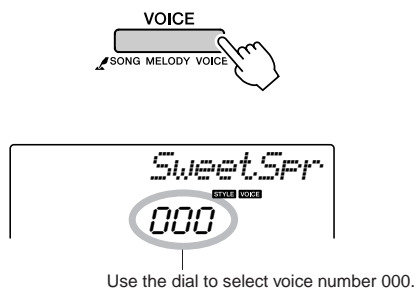 VOICE
SONG MELODY VOICE
SweetSpr
STYLE VOICE
000
Use the dial to select voice number 000.